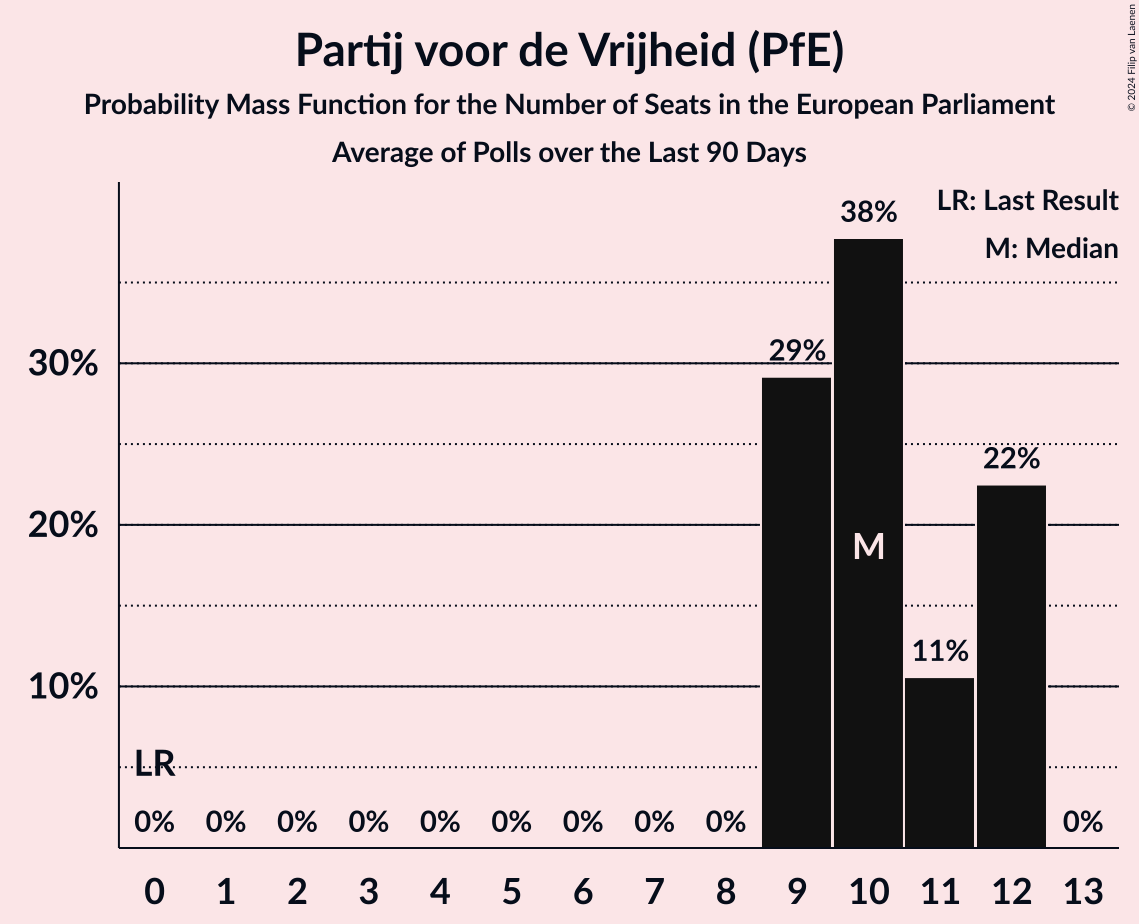 Partij voor de Vrijheid (PfE)
Probability Mass Function for the Number of Seats in the European Parliament
Average of Polls over the Last 90 Days
© 2024 Filip van Laenen
LR: Last Result
M: Median
38%
29%
30%
22%
20%
M
11%
10%
LR
0% 0% 0% 0% 0% 0% 0% 0% 0% 0%
0 1 2 3 4 5 6 7 8 9 10 11 12 13